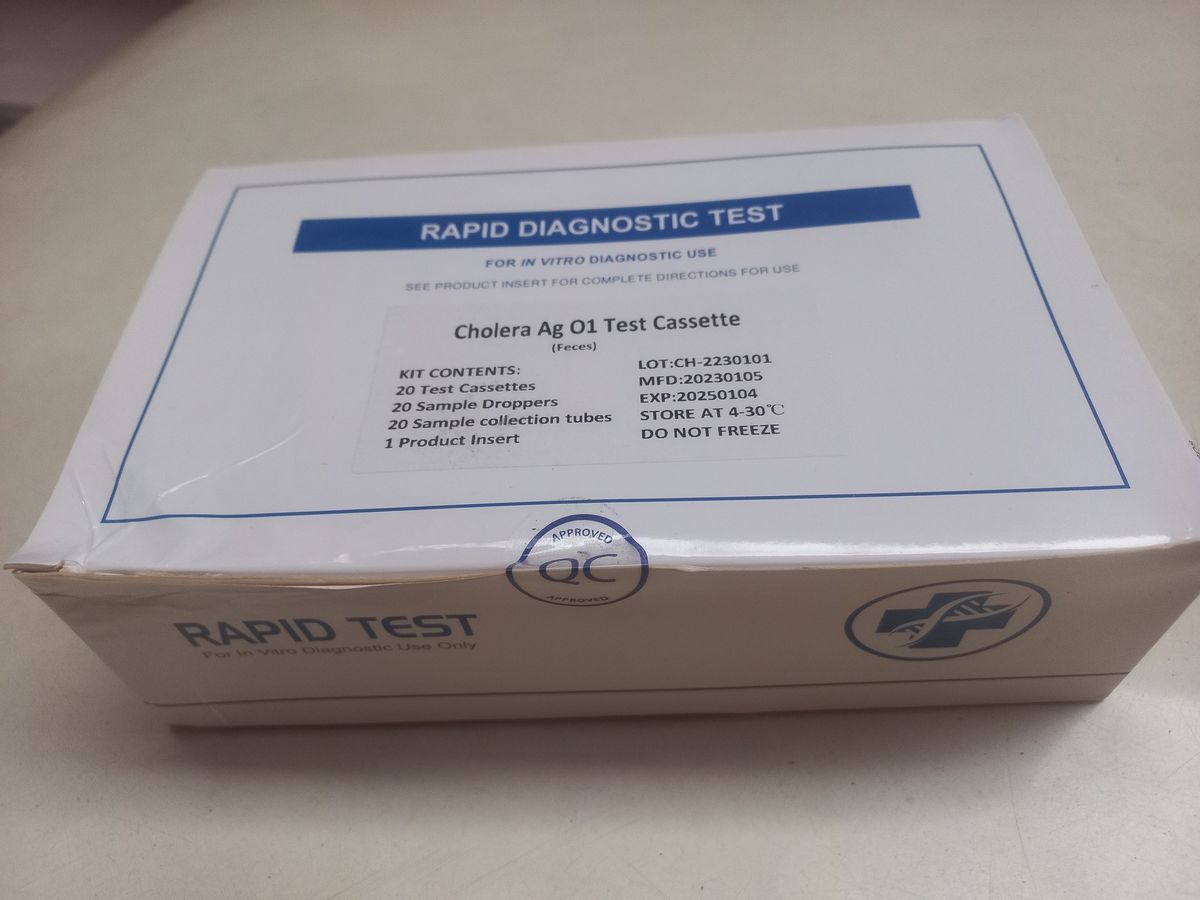 RAPID DIAGNOSTIC TEST
FOR IN VITRO DIAGNOSTIC USE
SEE PRODUCT INSERT FOR COMPLETE DIRECTIONS FOR USE
Cholera Ag O1 Test Cassette
(Feces)
KIT CONTENTS:
20 Test Cassettes
20 Sample Droppers
20 Sample collection tubes
1 Product Insert
LOT:CH-2230101
MFD:20230105
EXP:20250104
STORE AT 4-30℃
DO NOT FREEZE
APPROVED
QC
APPROVED
RAPID TEST
For In Vitro Diagnostic Use Only